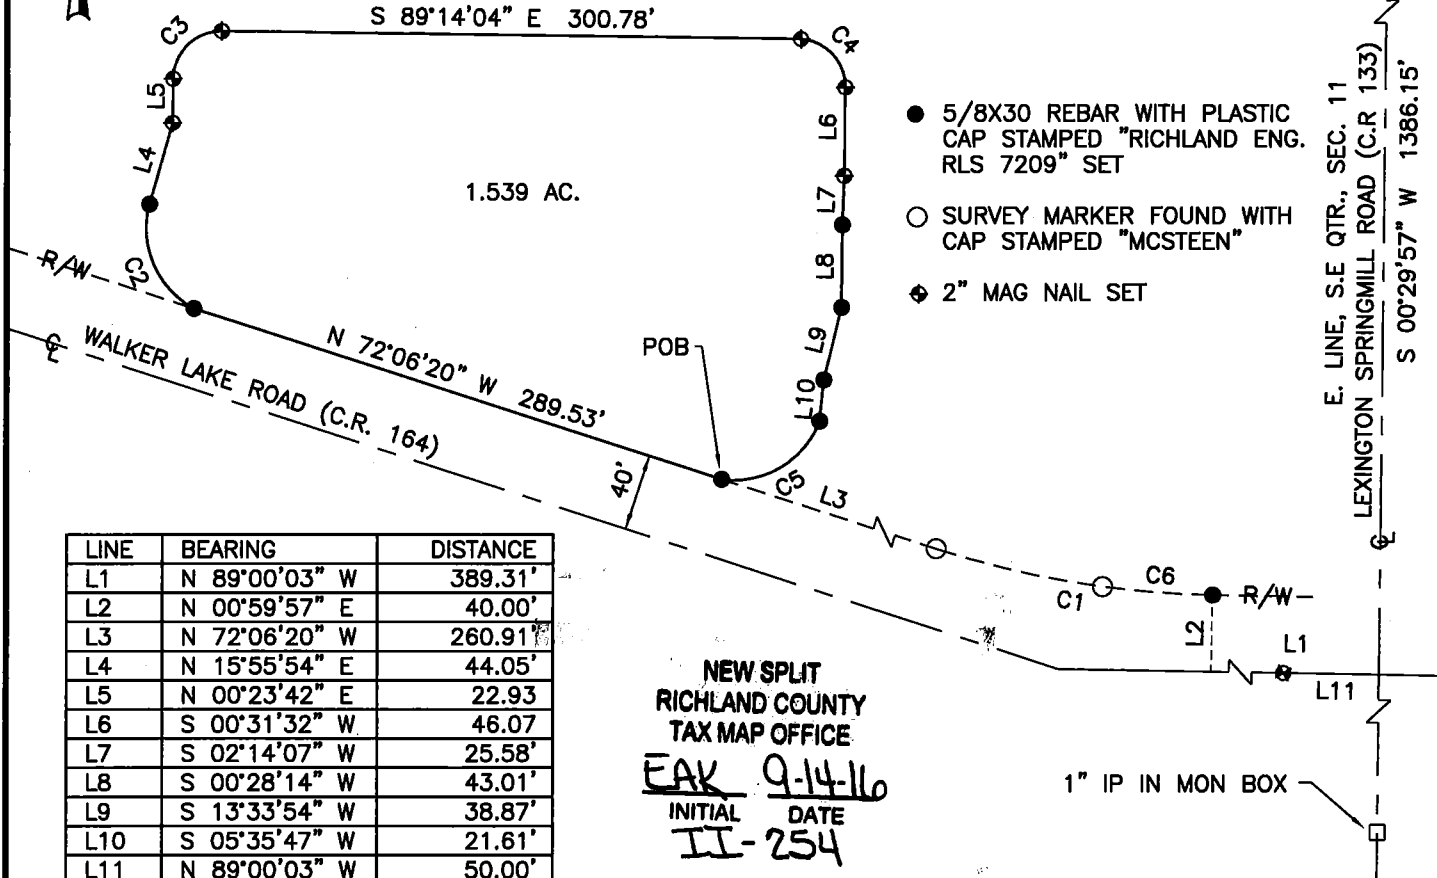 S 89°14'04" E 300.78'
C3
C4
L5
L4
L6
L7
L8
L9
L10
C2
1.539 AC.
5/8X30 REBAR WITH PLASTIC
CAP STAMPED "RICHLAND ENG.
RLS 7209" SET
SURVEY MARKER FOUND WITH
CAP STAMPED "MCSTEEN"
2" MAG NAIL SET
E. LINE, S.E QTR., SEC. 11
LEXINGTON SPRINGMILL ROAD (C.R 133)
S 00°29'57" W 1386.15'
R/W
N 72°06'20" W 289.53'
POB
℄ WALKER LAKE ROAD (C.R. 164)
40'
C5
L3
℄
C6
C1
R/W
L2
L1
L11
1" IP IN MON BOX
LINE BEARING DISTANCE
L1 N 89°00'03" W 389.31'
L2 N 00°59'57" E 40.00'
L3 N 72°06'20" W 260.91'
L4 N 15°55'54" E 44.05'
L5 N 00°23'42" E 22.93
L6 S 00°31'32" W 46.07
L7 S 02°14'07" W 25.58'
L8 S 00°28'14" W 43.01'
L9 S 13°33'54" W 38.87'
L10 S 05°35'47" W 21.61'
L11 N 89°00'03" W 50.00'
NEW SPLIT
RICHLAND COUNTY
TAX MAP OFFICE
EAK 9-14-16
INITIAL DATE
II-254